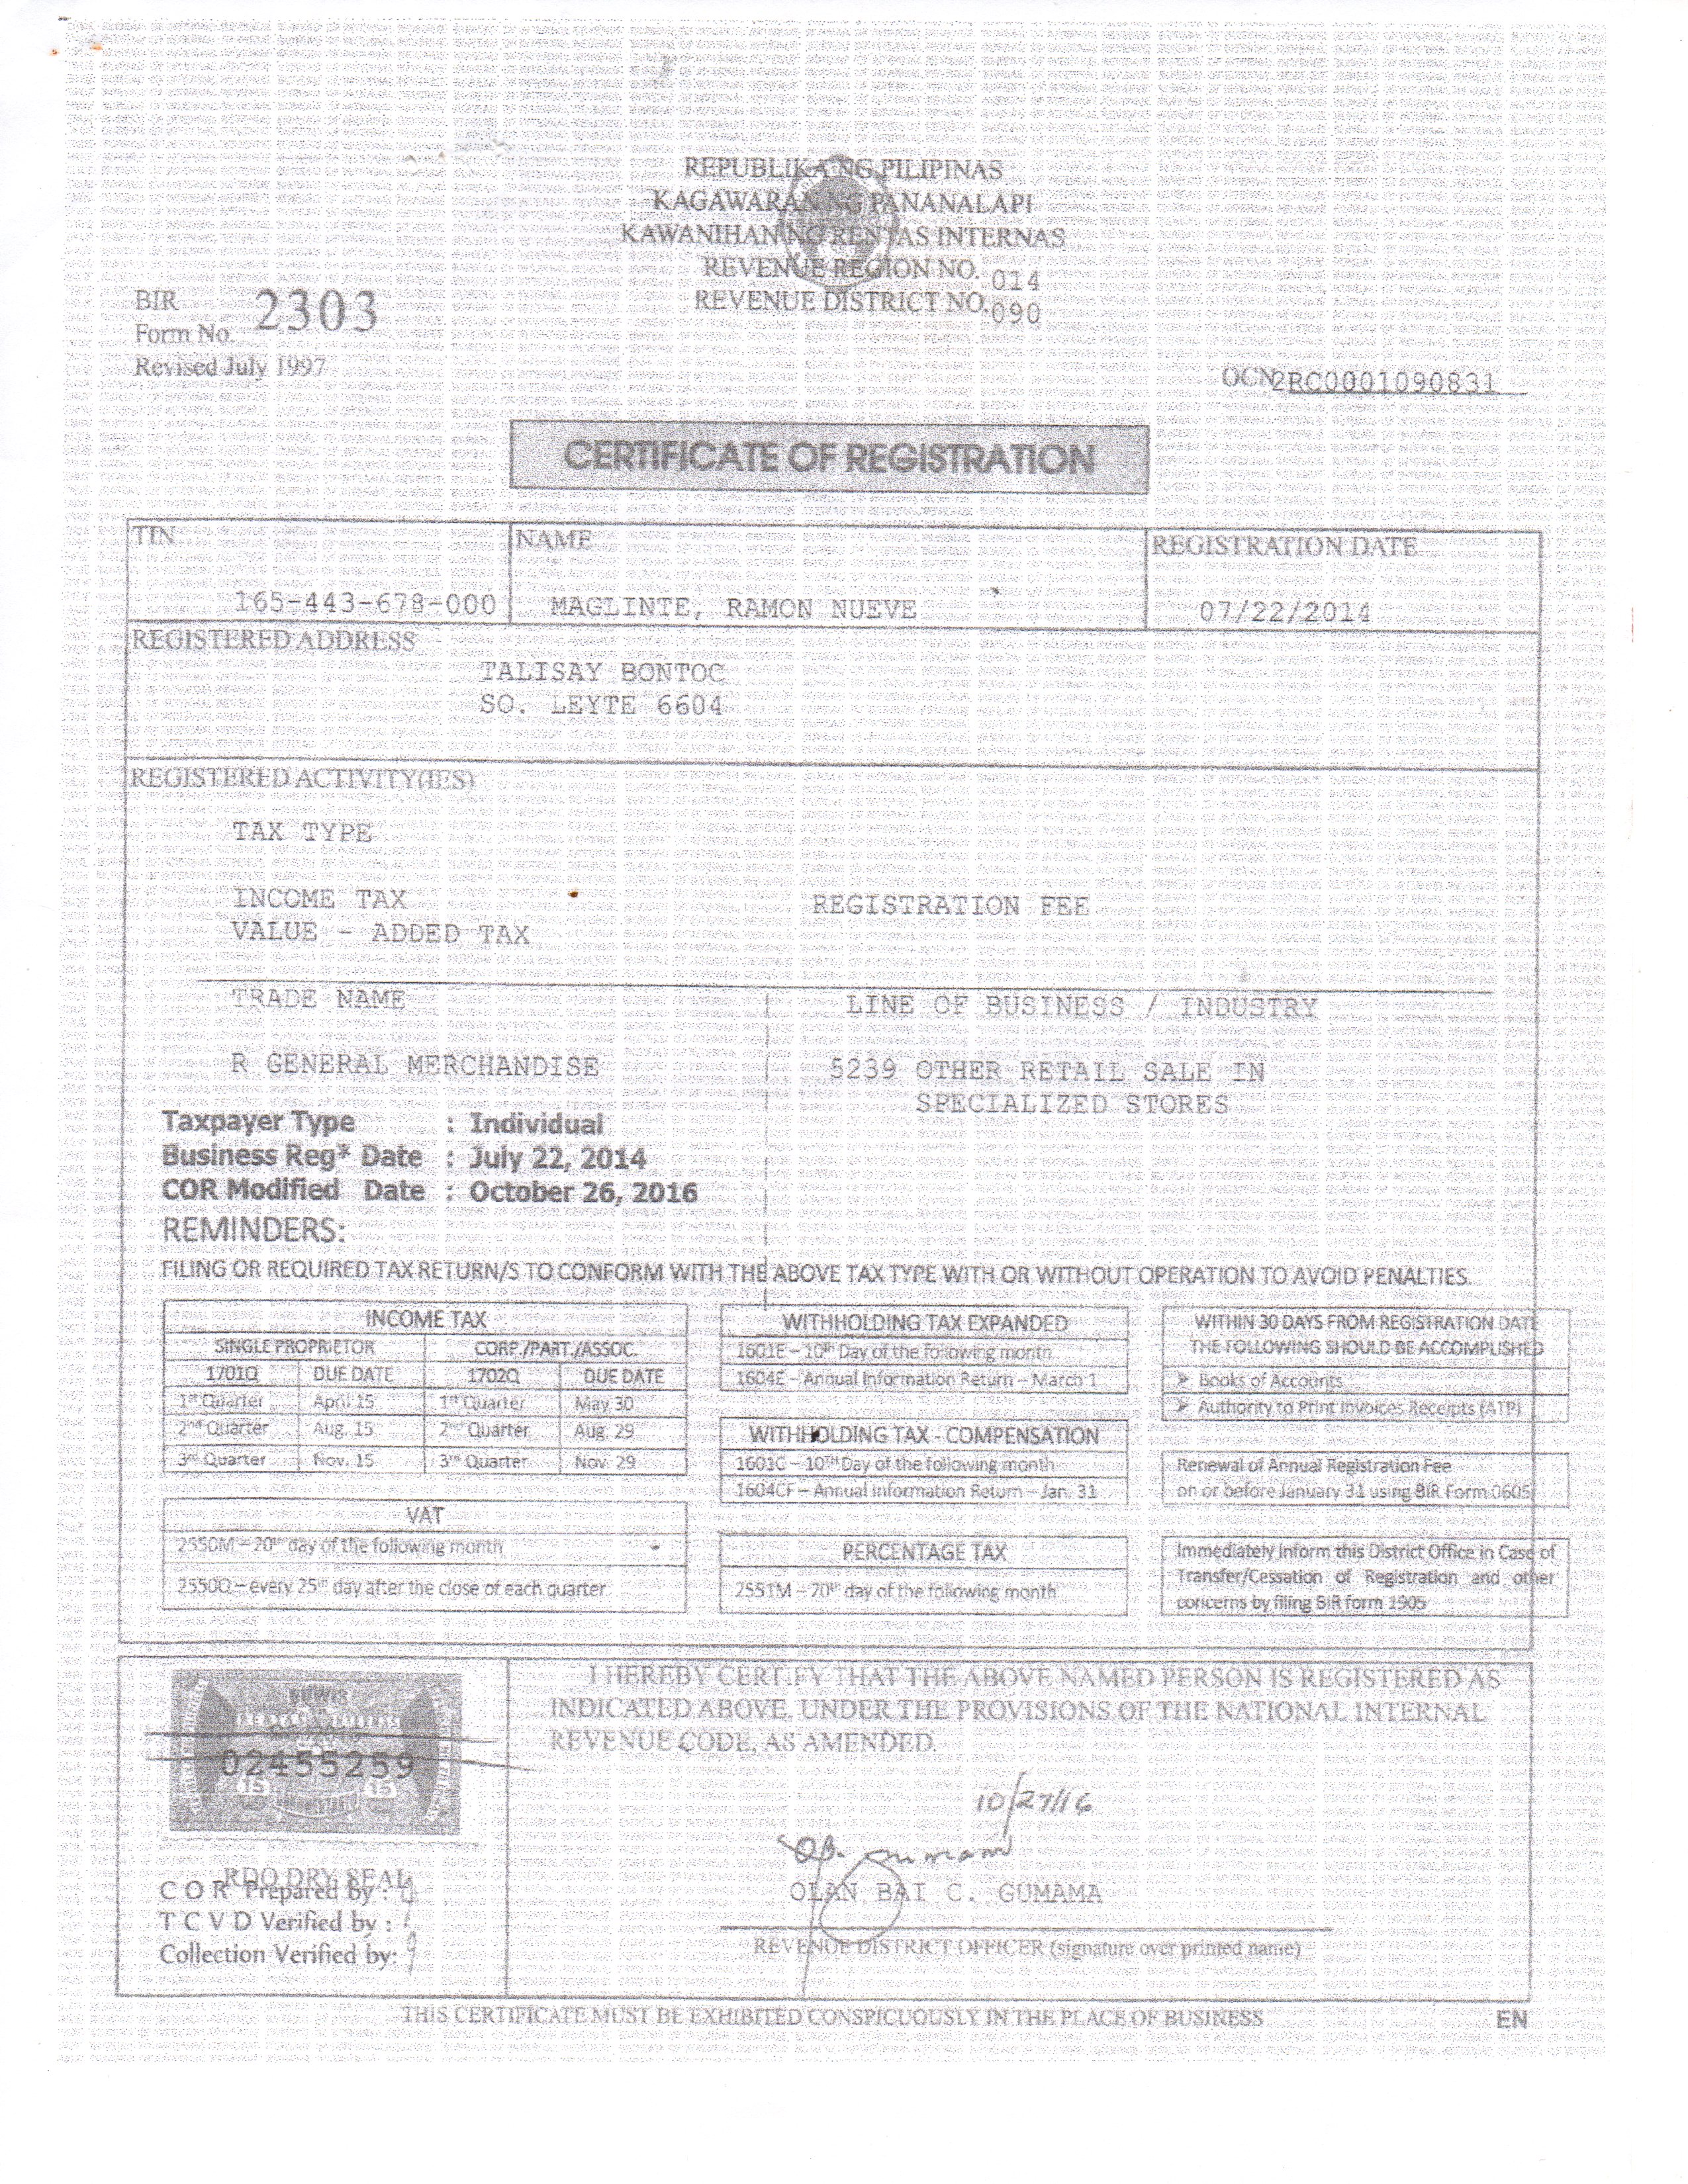 REPUBLIKA NG PILIPINAS
KAGAWARAN NG PANANALAPI
KAWANIHAN NG RENTAS INTERNAS
REVENUE REGION NO. 014
REVENUE DISTRICT NO. 090
BIR
Form No. 2303
Revised July 1997
OCN 2RC0001090831
CERTIFICATE OF REGISTRATION
TIN NAME REGISTRATION DATE
165-443-678-000 MAGLINTE, RAMON NUEVE 07/22/2014
REGISTERED ADDRESS
TALISAY BONTOC
SO. LEYTE 6604
REGISTERED ACTIVITY(IES)
TAX TYPE
INCOME TAX REGISTRATION FEE
VALUE - ADDED TAX
TRADE NAME LINE OF BUSINESS / INDUSTRY
R GENERAL MERCHANDISE 5239 OTHER RETAIL SALE IN
SPECIALIZED STORES
Taxpayer Type : Individual
Business Reg* Date : July 22, 2014
COR Modified Date : October 26, 2016
REMINDERS:
FILING OR REQUIRED TAX RETURN/S TO CONFORM WITH THE ABOVE TAX TYPE WITH OR WITHOUT OPERATION TO AVOID PENALTIES.
INCOME TAX
SINGLE PROPRIETOR CORP./PART./ASSOC.
1701Q DUE DATE 1702Q DUE DATE
1st Quarter April 15 1st Quarter May 30
2nd Quarter Aug. 15 2nd Quarter Aug. 29
3rd Quarter Nov. 15 3rd Quarter Nov. 29
VAT
2550M – 20th day of the following month
2550Q – every 25th day after the close of each quarter
WITHHOLDING TAX EXPANDED
1601E – 10th Day of the following month
1604E – Annual Information Return – March 1
WITHHOLDING TAX - COMPENSATION
1601C – 10TH Day of the following month
1604CF – Annual Information Return – Jan. 31
PERCENTAGE TAX
2551M – 20th day of the following month
WITHIN 30 DAYS FROM REGISTRATION DATE
THE FOLLOWING SHOULD BE ACCOMPLISHED
➢ Books of Accounts
➢ Authority to Print Invoices Receipts (ATP)
Renewal of Annual Registration Fee
on or before January 31 using BIR Form 0605
Immediately inform this District Office in Case of
Transfer/Cessation of Registration and other
concerns by filing BIR form 1905
02455259
15 15
RDO DRY SEAL
C O R Prepared by :
T C V D Verified by :
Collection Verified by:
I HEREBY CERTIFY THAT THE ABOVE NAMED PERSON IS REGISTERED AS
INDICATED ABOVE, UNDER THE PROVISIONS OF THE NATIONAL INTERNAL
REVENUE CODE, AS AMENDED.
10/27/16
OLAN BAI C. GUMAMA
REVENUE DISTRICT OFFICER (signature over printed name)
THIS CERTIFICATE MUST BE EXHIBITED CONSPICUOUSLY IN THE PLACE OF BUSINESS
EN